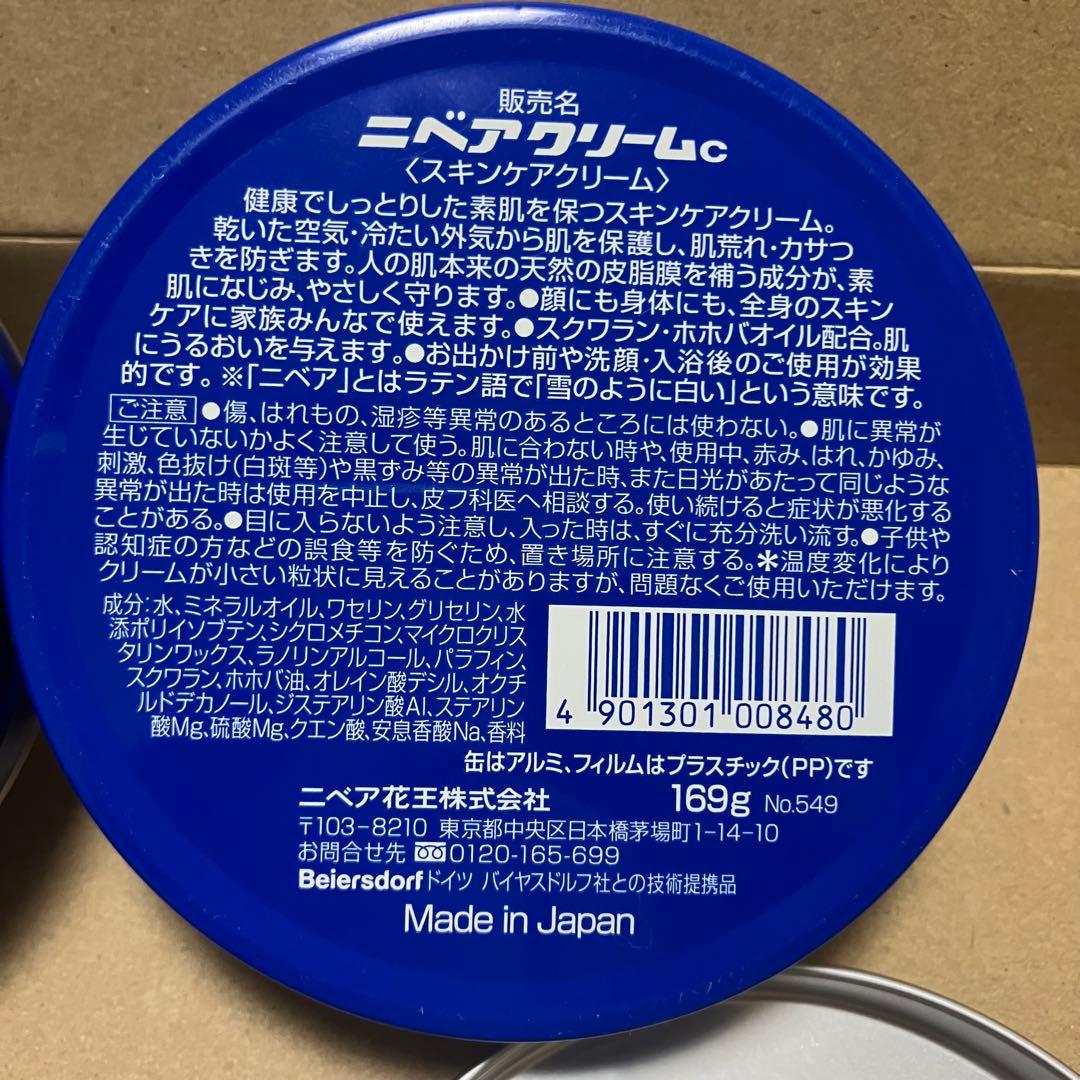 販売名
ニベアクリームC
〈スキンケアクリーム〉
健康でしっとりした素肌を保つスキンケアクリーム。
乾いた空気・冷たい外気から肌を保護し、肌荒れ・カサつ
きを防ぎます。人の肌本来の天然の皮脂膜を補う成分が、素
肌になじみ、やさしく守ります。●顔にも身体にも、全身のスキン
ケアに家族みんなで使えます。●スクワラン・ホホバオイル配合。肌
にうるおいを与えます。●お出かけ前や洗顔・入浴後のご使用が効果
的です。※「ニベア」とはラテン語で「雪のように白い」という意味です。
ご注意 ●傷、はれもの、湿疹等異常のあるところには使わない。●肌に異常が
生じていないかよく注意して使う。肌に合わない時や、使用中、赤み、はれ、かゆみ、
刺激、色抜け(白斑等)や黒ずみ等の異常が出た時、また日光があたって同じような
異常が出た時は使用を中止し、皮フ科医へ相談する。使い続けると症状が悪化する
ことがある。●目に入らないよう注意し、入った時は、すぐに充分洗い流す。●子供や
認知症の方などの誤食等を防ぐため、置き場所に注意する。＊温度変化により
クリームが小さい粒状に見えることがありますが、問題なくご使用いただけます。
成分：水、ミネラルオイル、ワセリン、グリセリン、水
添ポリイソブテン、シクロメチコン、マイクロクリス
タリンワックス、ラノリンアルコール、パラフィン、
スクワラン、ホホバ油、オレイン酸デシル、オクチ
ルドデカノール、ジステアリン酸Al、ステアリン
酸Mg、硫酸Mg、クエン酸、安息香酸Na、香料
4 901301 008480
缶はアルミ、フィルムはプラスチック(PP)です
ニベア花王株式会社 169g No.549
〒103-8210 東京都中央区日本橋茅場町1-14-10
お問合せ先 0120-165-699
Beiersdorf ドイツ バイヤスドルフ社との技術提携品
Made in Japan